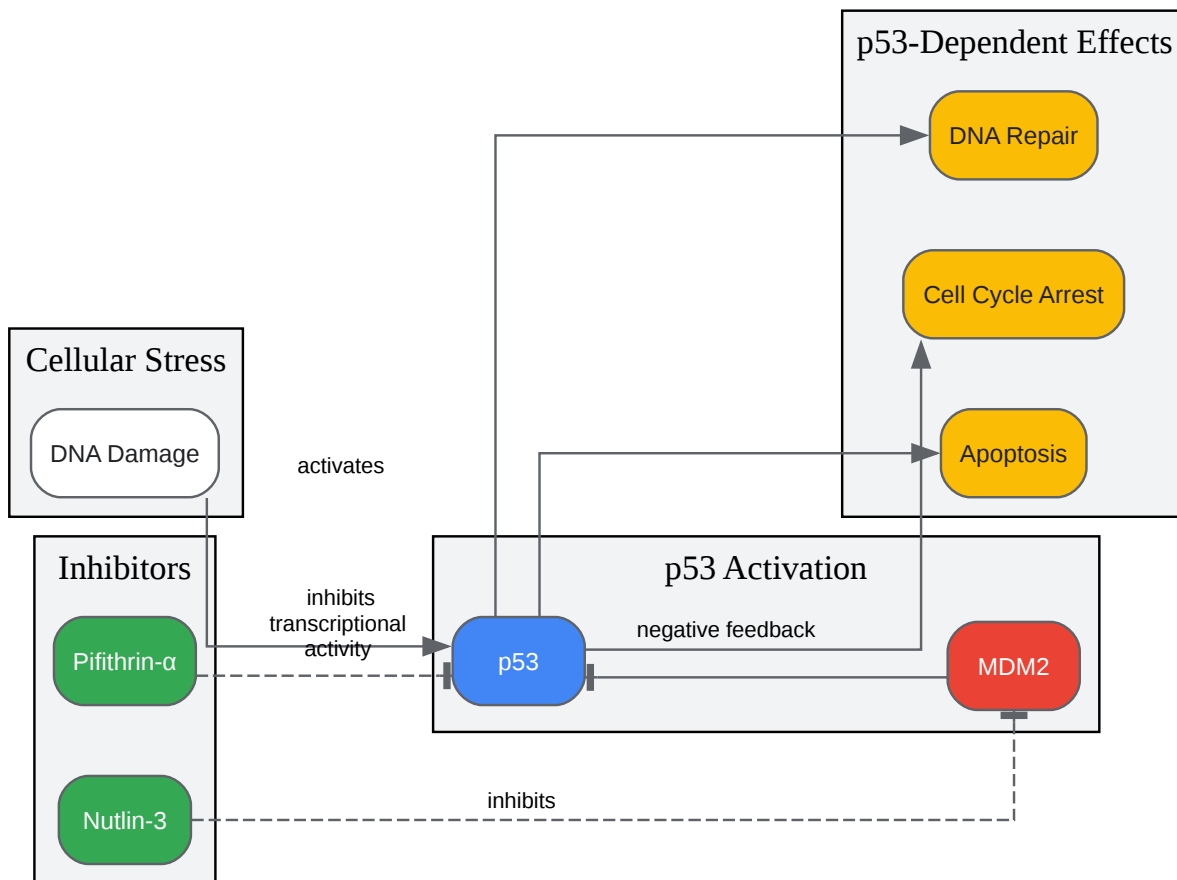 p53-Dependent Effects
DNA Repair
Cell Cycle Arrest
Apoptosis
Cellular Stress
DNA Damage
activates
Inhibitors
Pifithrin-α
Nutlin-3
inhibits
transcriptional
activity
p53 Activation
p53
negative feedback
MDM2
inhibits